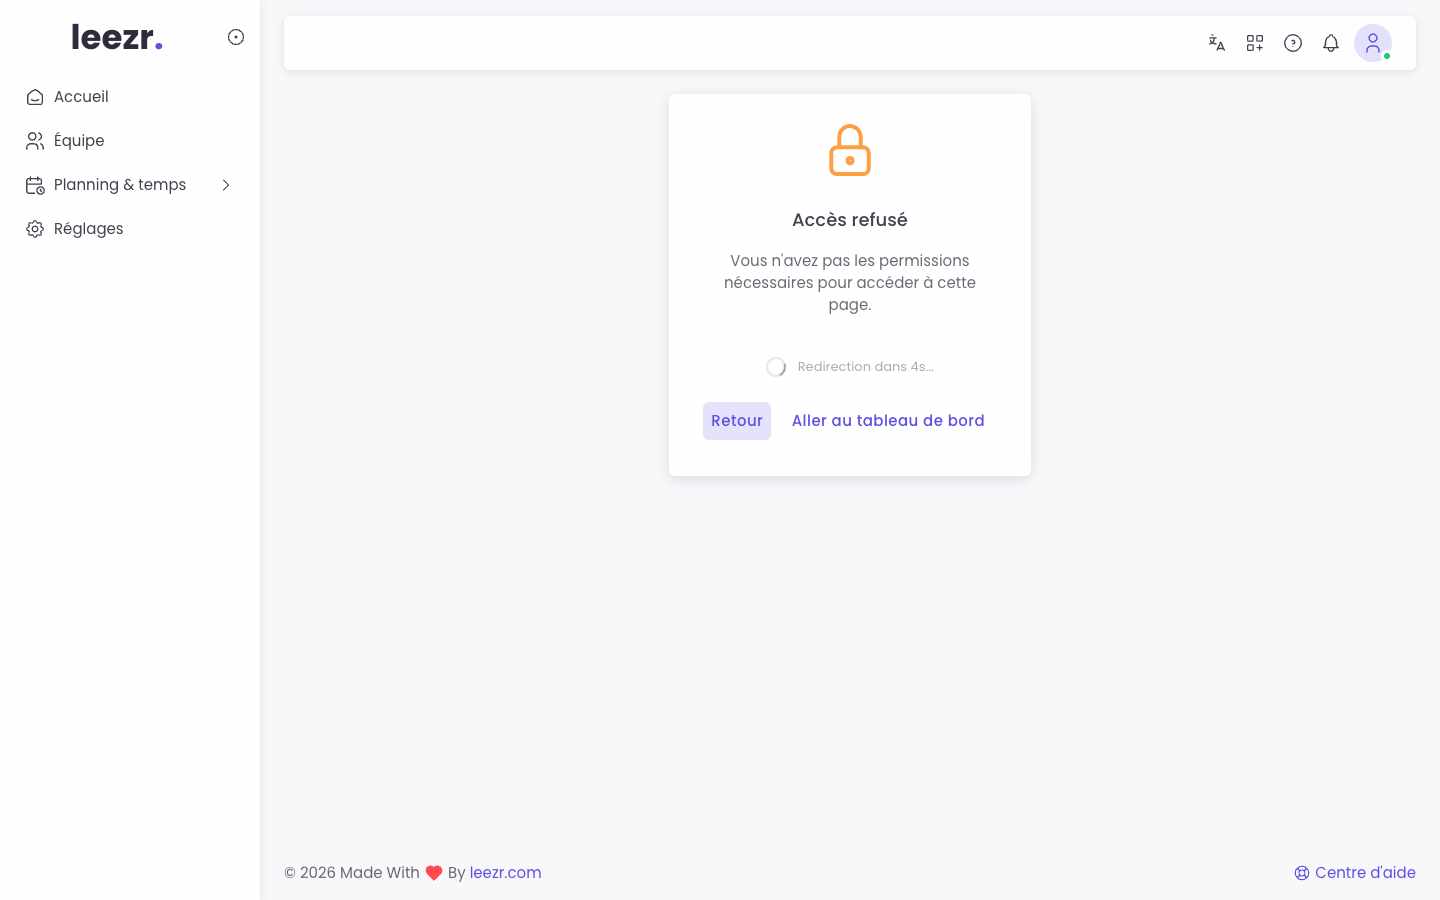 leezr.
Accueil
Équipe
Planning & temps
Réglages
Accès refusé
Vous n'avez pas les permissions
nécessaires pour accéder à cette
page.
Redirection dans 4s...
Retour
Aller au tableau de bord
© 2026 Made With ❤ By leezr.com
Centre d'aide